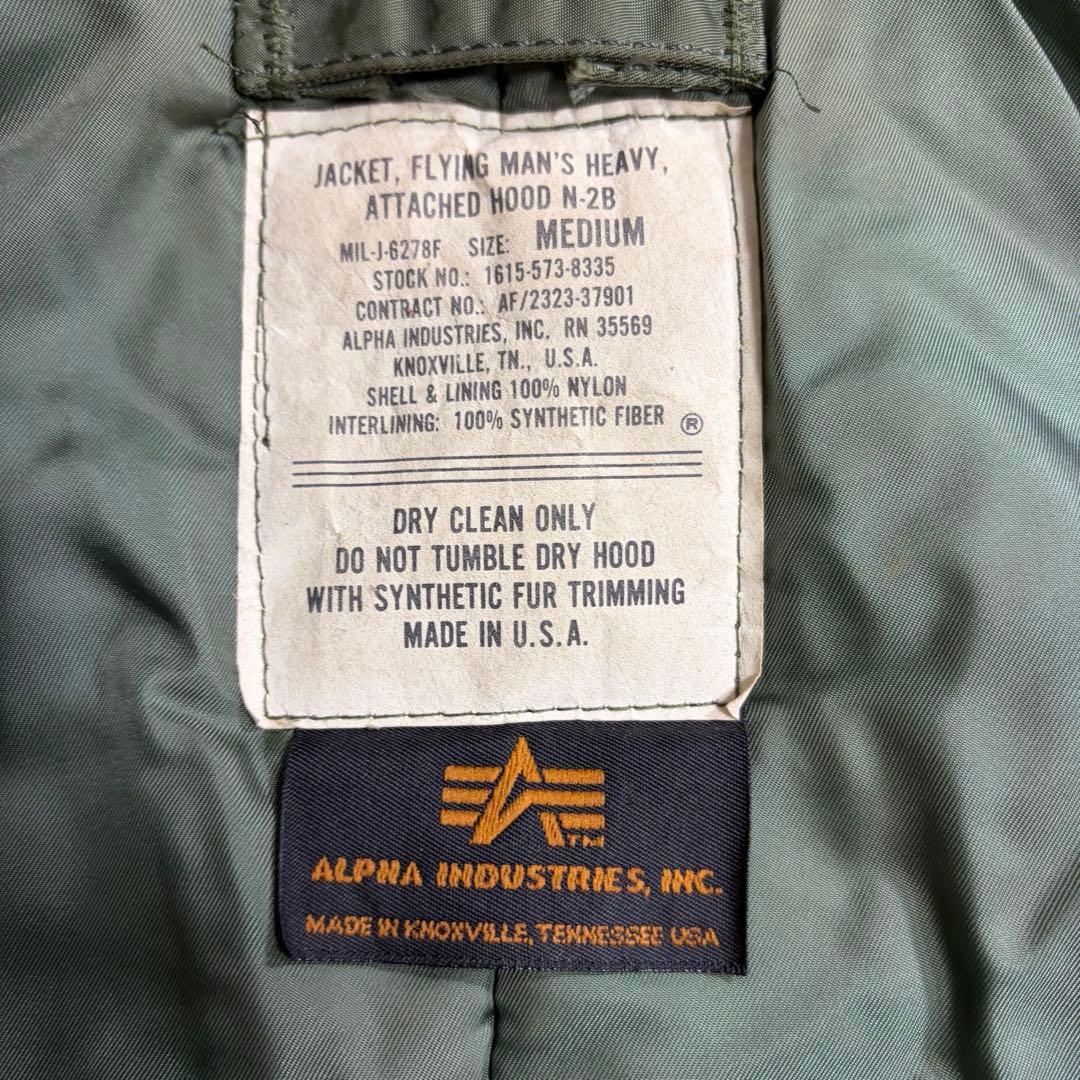 JACKET, FLYING MAN'S HEAVY,
ATTACHED HOOD N-2B
MIL-J-6278F SIZE: MEDIUM
STOCK NO.: 1615-573-8335
CONTRACT NO.: AF/2323-37901
ALPHA INDUSTRIES, INC. RN 35569
KNOXVILLE, TN., U.S.A.
SHELL & LINING 100% NYLON
INTERLINING: 100% SYNTHETIC FIBER ®
DRY CLEAN ONLY
DO NOT TUMBLE DRY HOOD
WITH SYNTHETIC FUR TRIMMING
MADE IN U.S.A.
TM
ALPHA INDUSTRIES, INC.
MADE IN KNOXVILLE, TENNESSEE USA